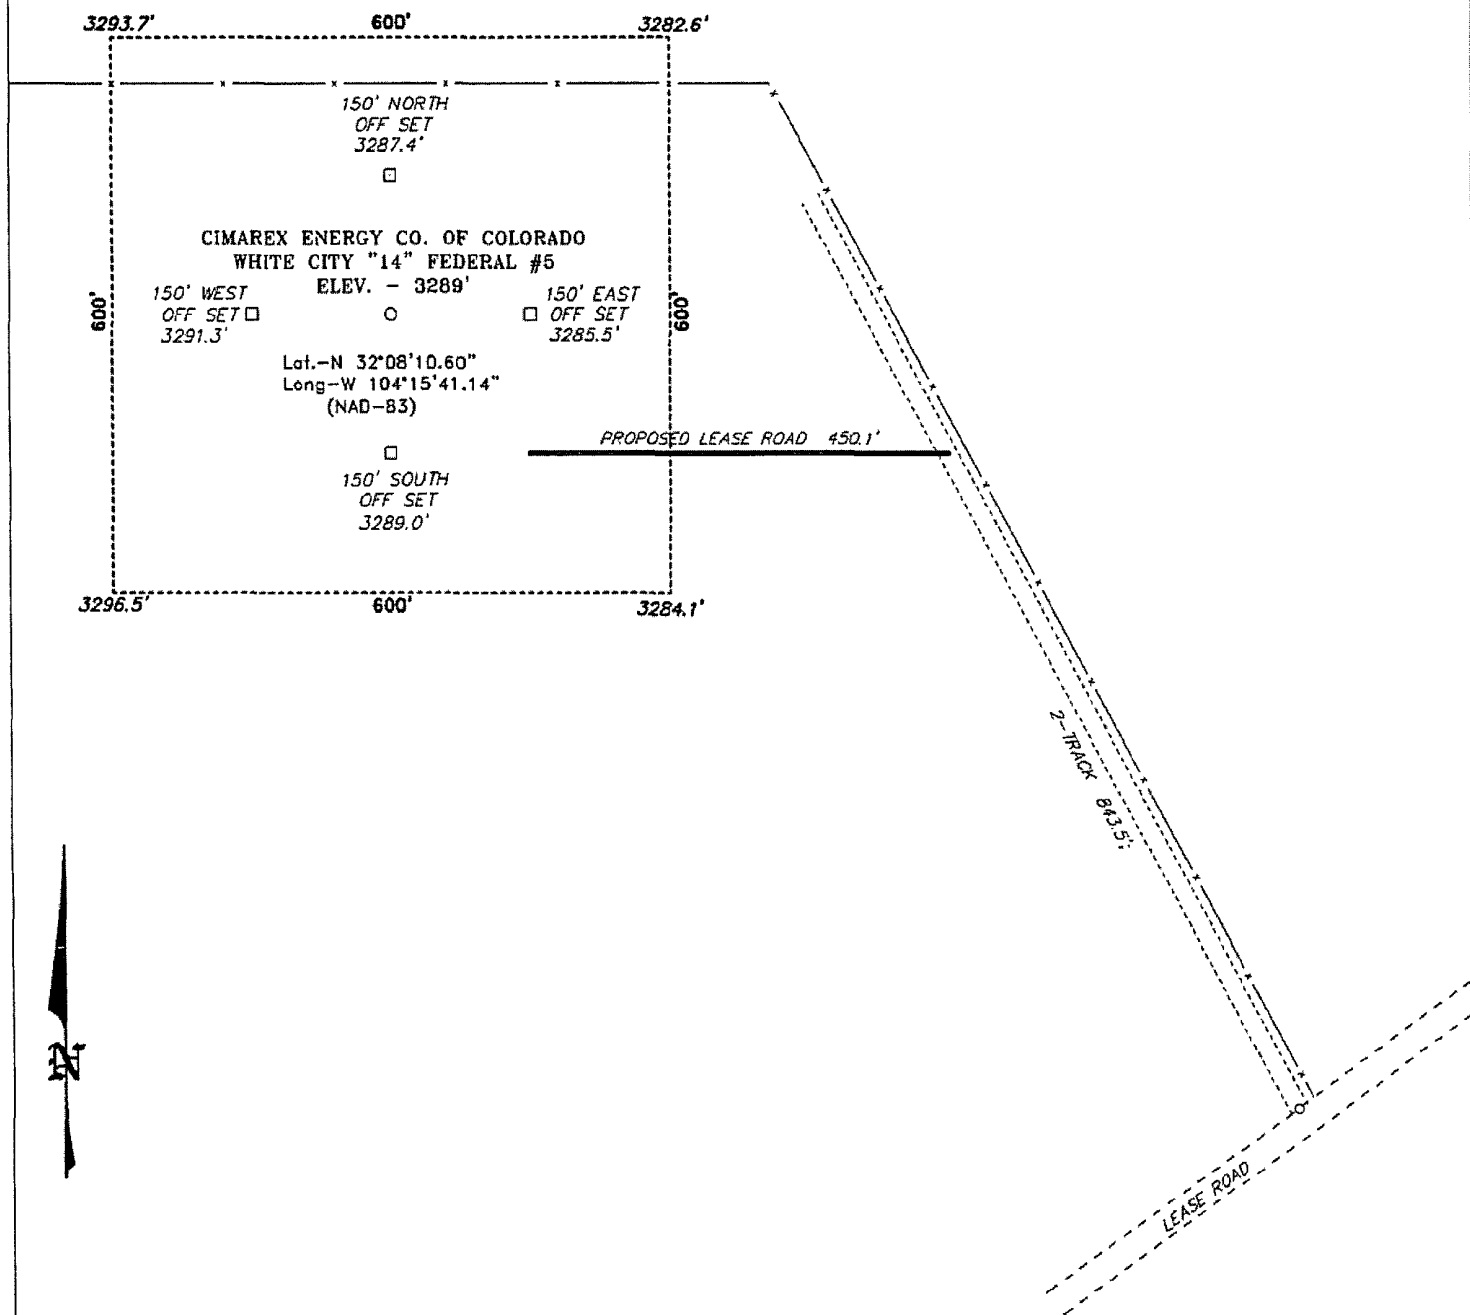 3293.7' 600' 3282.6'
150' NORTH
OFF SET
3287.4'
CIMAREX ENERGY CO. OF COLORADO
WHITE CITY "14" FEDERAL #5
ELEV. - 3289'
150' WEST
OFF SET
3291.3'
150' EAST
OFF SET
3285.5'
600'
600'
Lat.-N 32°08'10.60"
Long-W 104°15'41.14"
(NAD-83)
PROPOSED LEASE ROAD 450.1'
150' SOUTH
OFF SET
3289.0'
3296.5' 600' 3284.1'
2-TRACK 843.5'
N
LEASE ROAD